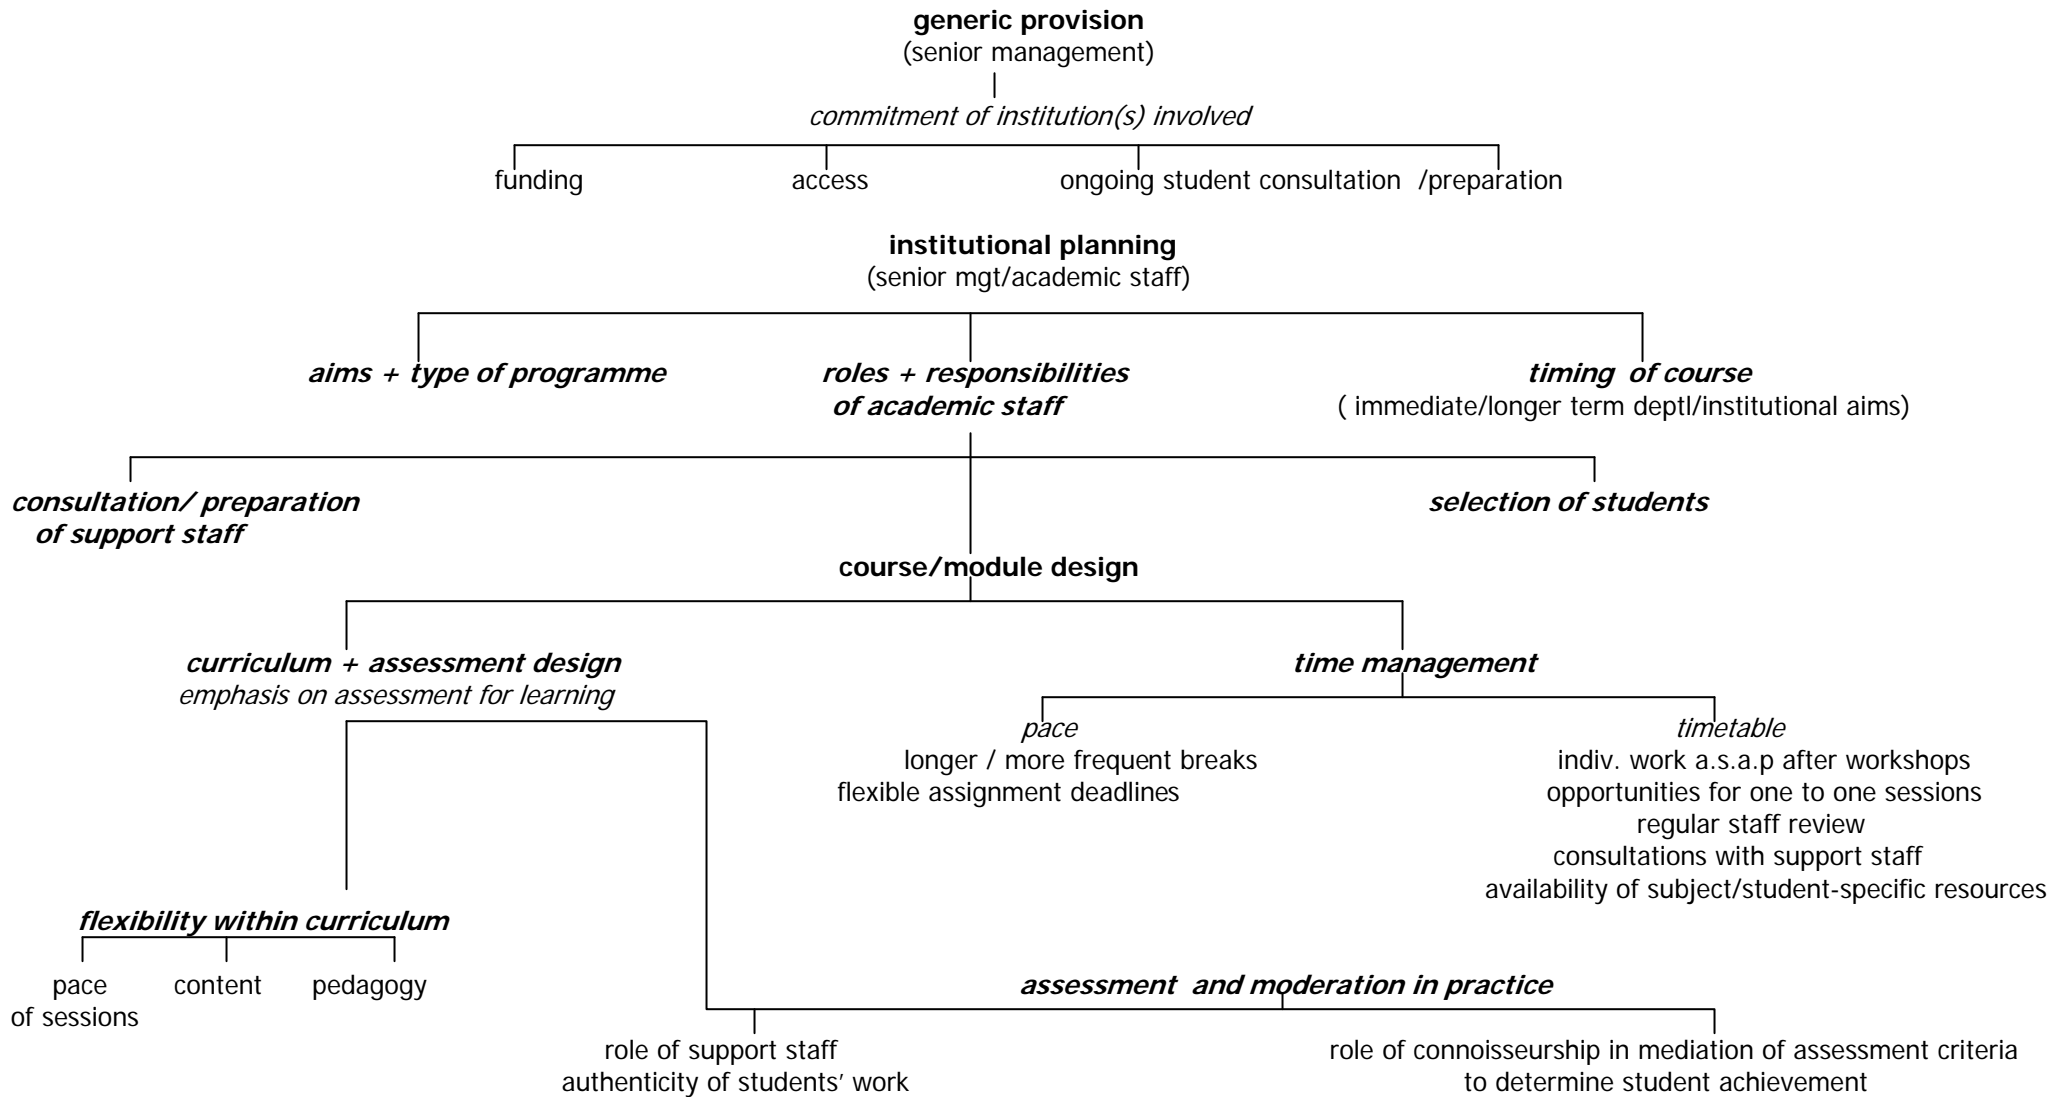 generic provision
(senior management)
commitment of institution(s) involved
funding access ongoing student consultation /preparation
institutional planning
(senior mgt/academic staff)
aims + type of programme roles + responsibilities timing of course
of academic staff ( immediate/longer term deptl/institutional aims)
consultation/ preparation selection of students
of support staff
course/module design
curriculum + assessment design time management
emphasis on assessment for learning
pace timetable
longer / more frequent breaks indiv. work a.s.a.p after workshops
flexible assignment deadlines opportunities for one to one sessions
regular staff review
consultations with support staff
availability of subject/student-specific resources
flexibility within curriculum
pace content pedagogy assessment and moderation in practice
of sessions
role of support staff role of connoisseurship in mediation of assessment criteria
authenticity of students' work to determine student achievement